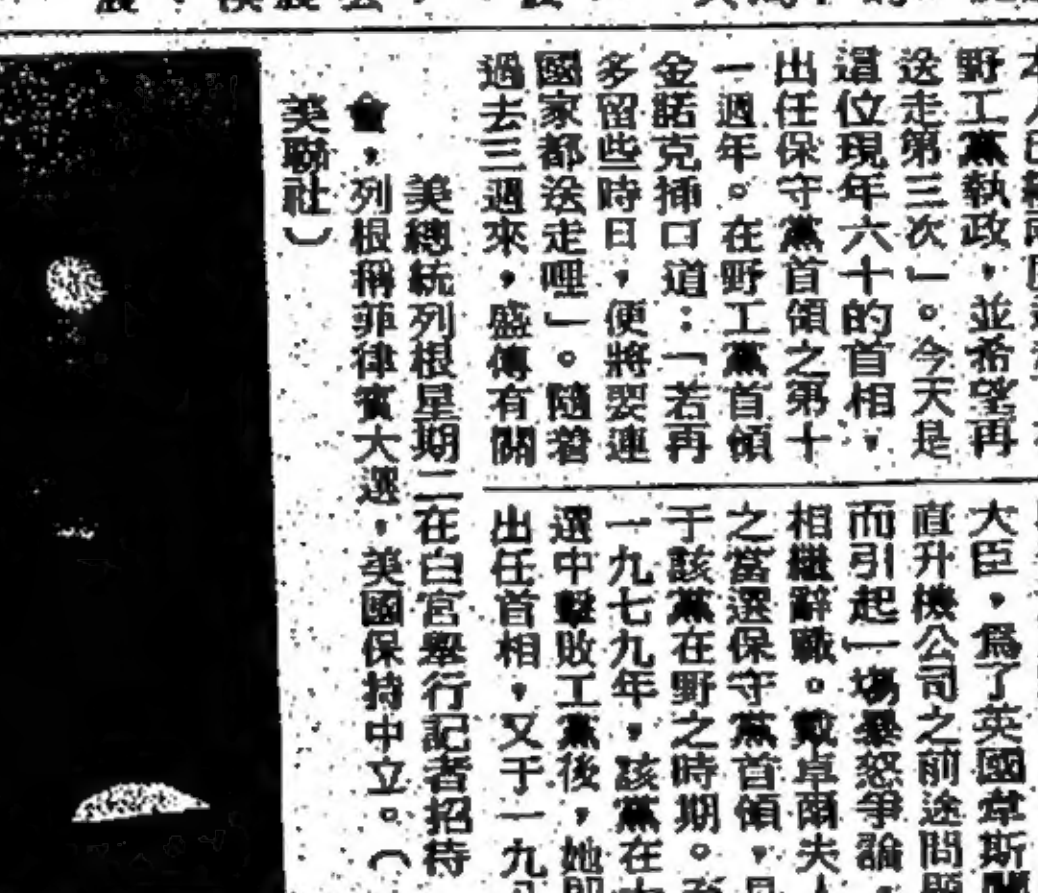 野工黨執政，並希望再
送走第三次」。今天是
這位現年六十的首相，
出任保守黨首領之第十
一週年。在野工黨首領
金諾克挿口道：「若再
多留些時日，便將要連
國家都送走哩」。隨着
過去三週來，盛傳有關
大臣，爲了英國韋斯
直升機公司之前途問題
而引起一場暴怒爭論
相繼辭職。戴卓爾夫人
之當選保守黨首領，是
于該黨在野之時期。至
一九七九年，該黨在大
選中擊敗工黨後，她即
出任首相，又于一九八
美總統列根星期二在白宮舉行記者招待
會，列根稱菲律賓大選，美國保持中立。（
美聯社）